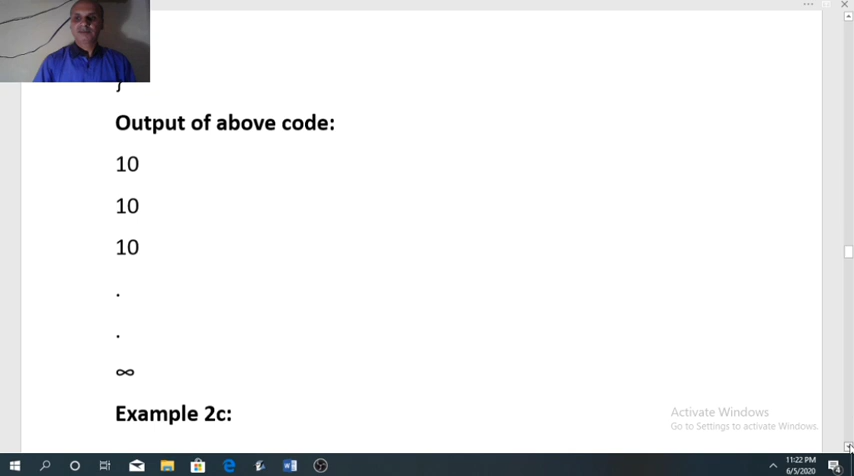 }
Output of above code:
10
10
10
.
.
∞
Example 2c:
Activate Windows
Go to Settings to activate Windows.
11:22 PM
6/5/2020
4